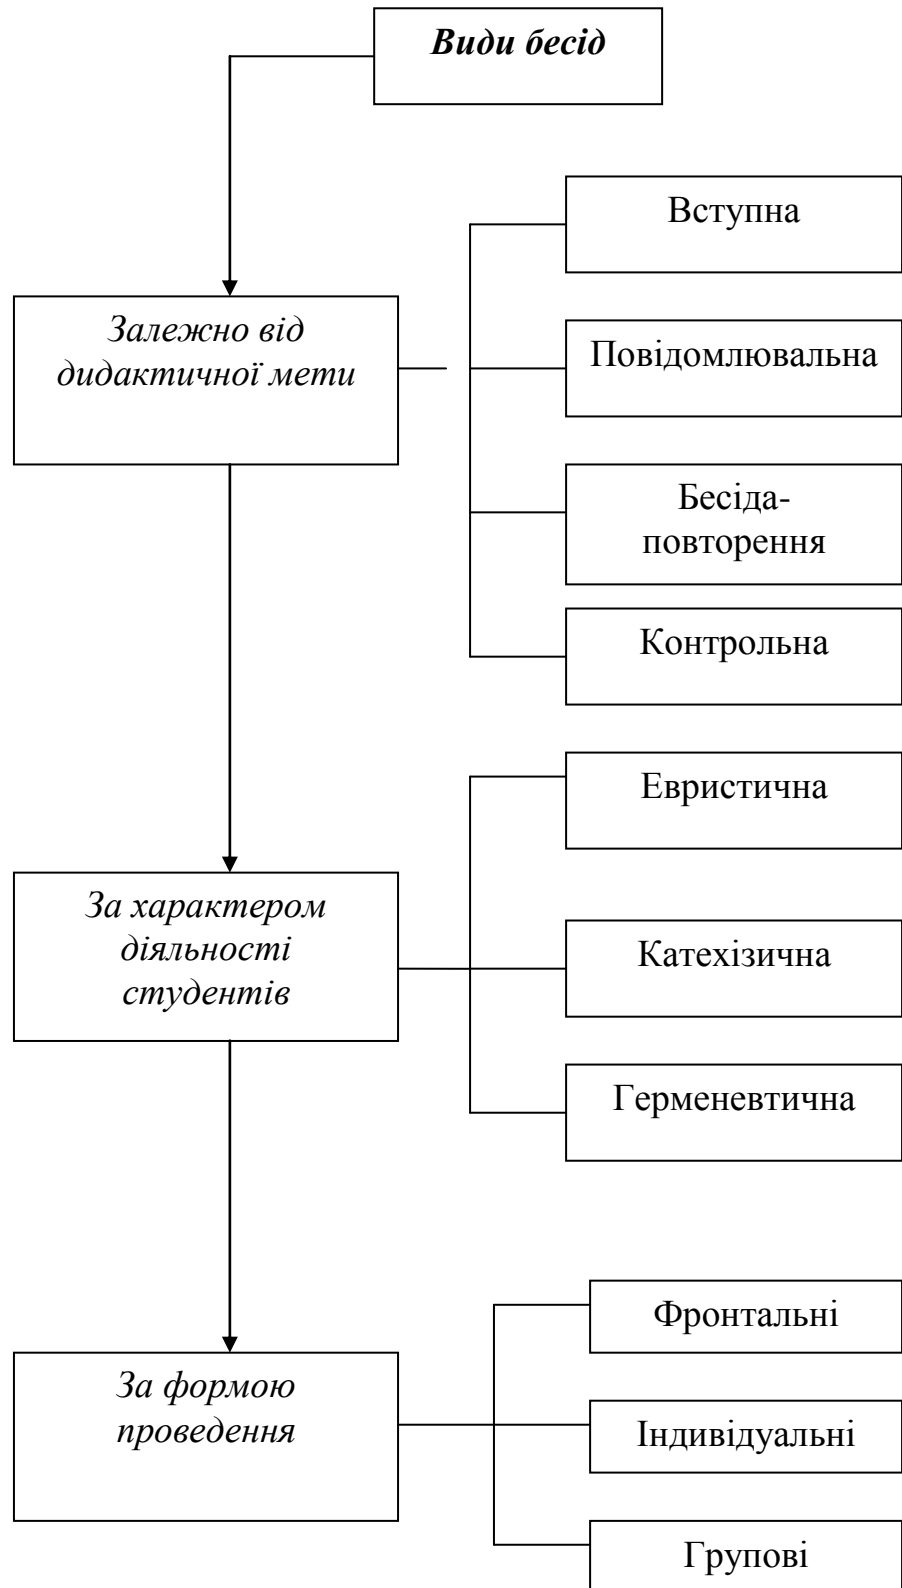 Види бесід
Вступна
Залежно від
дидактичної мети
Повідомлювальна
Бесіда-
повторення
Контрольна
Евристична
За характером
діяльності
студентів
Катехізична
Герменевтична
Фронтальні
За формою
проведення
Індивідуальні
Групові